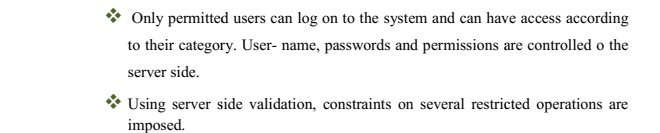 ❖ Only permitted users can log on to the system and can have access according
to their category. User- name, passwords and permissions are controlled o the
server side.
❖ Using server side validation, constraints on several restricted operations are
imposed.